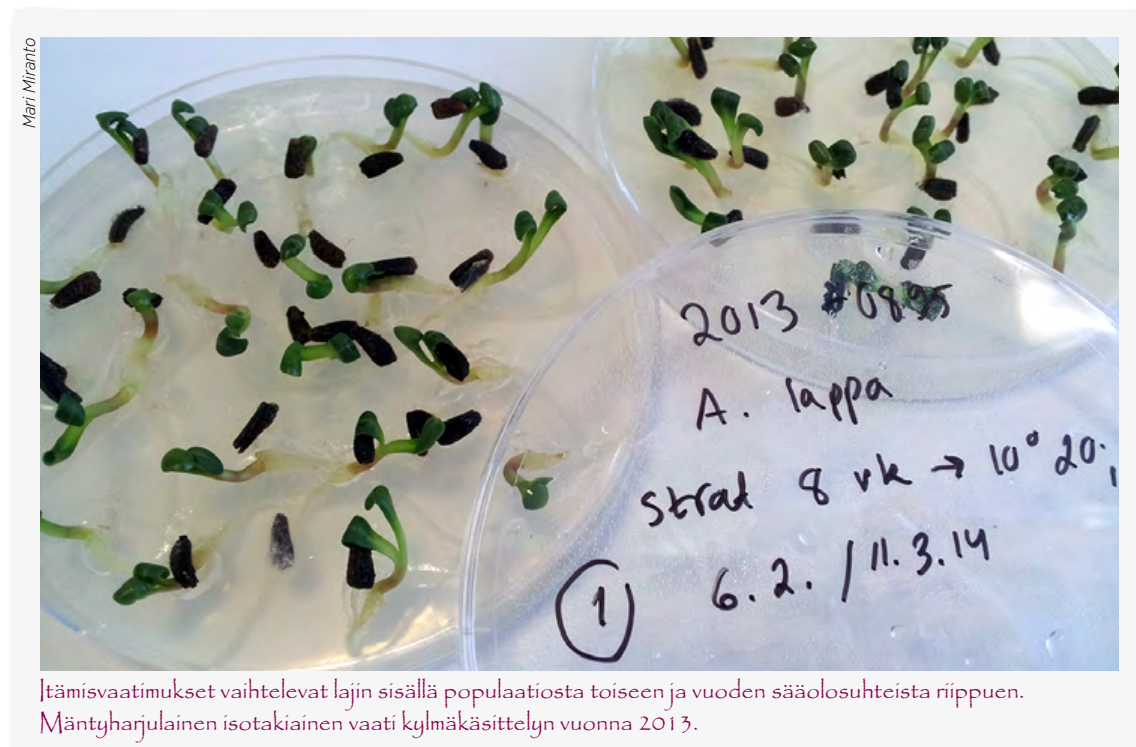 Mari Miranto
2013 #0895
A. lappa
strat 8 vk → 10° 20.
6.2. / 11.3.14
1
Itämisvaatimukset vaihtelevat lajin sisällä populaatiosta toiseen ja vuoden sääolosuhteista riippuen.
Mäntyharjulainen isotakiainen vaati kylmäkäsittelyn vuonna 2013.